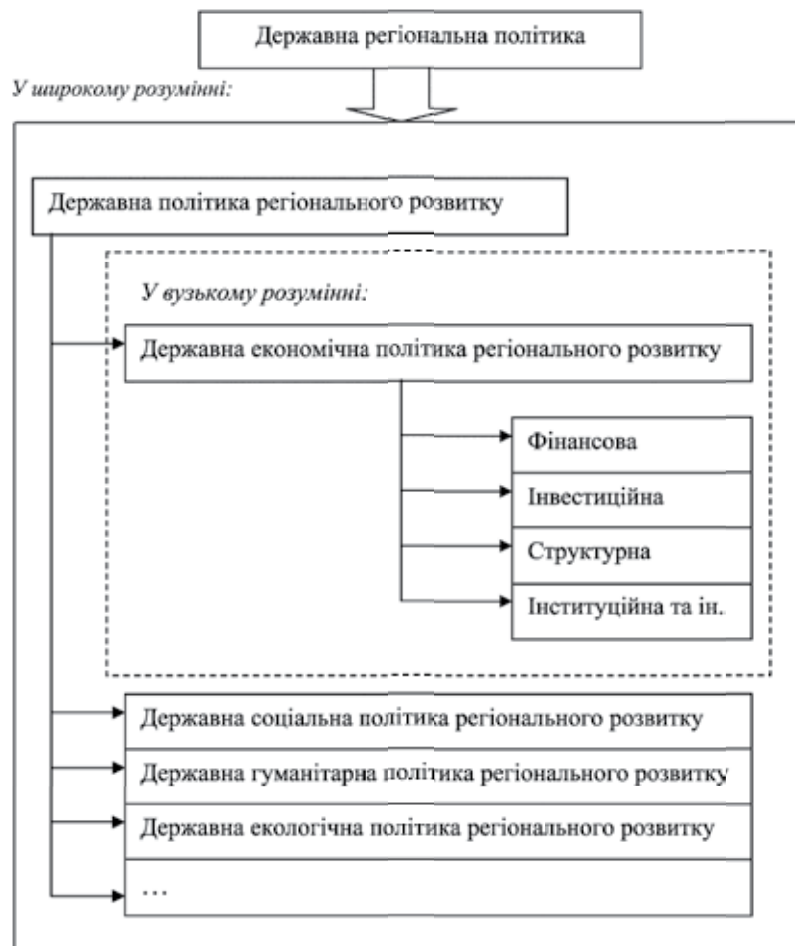 Державна регіональна політика
У широкому розумінні:
Державна політика регіонального розвитку
У вузькому розумінні:
Державна економічна політика регіонального розвитку
Фінансова
Інвестиційна
Структурна
Інституційна та ін.
Державна соціальна політика регіонального розвитку
Державна гуманітарна політика регіонального розвитку
Державна екологічна політика регіонального розвитку
…